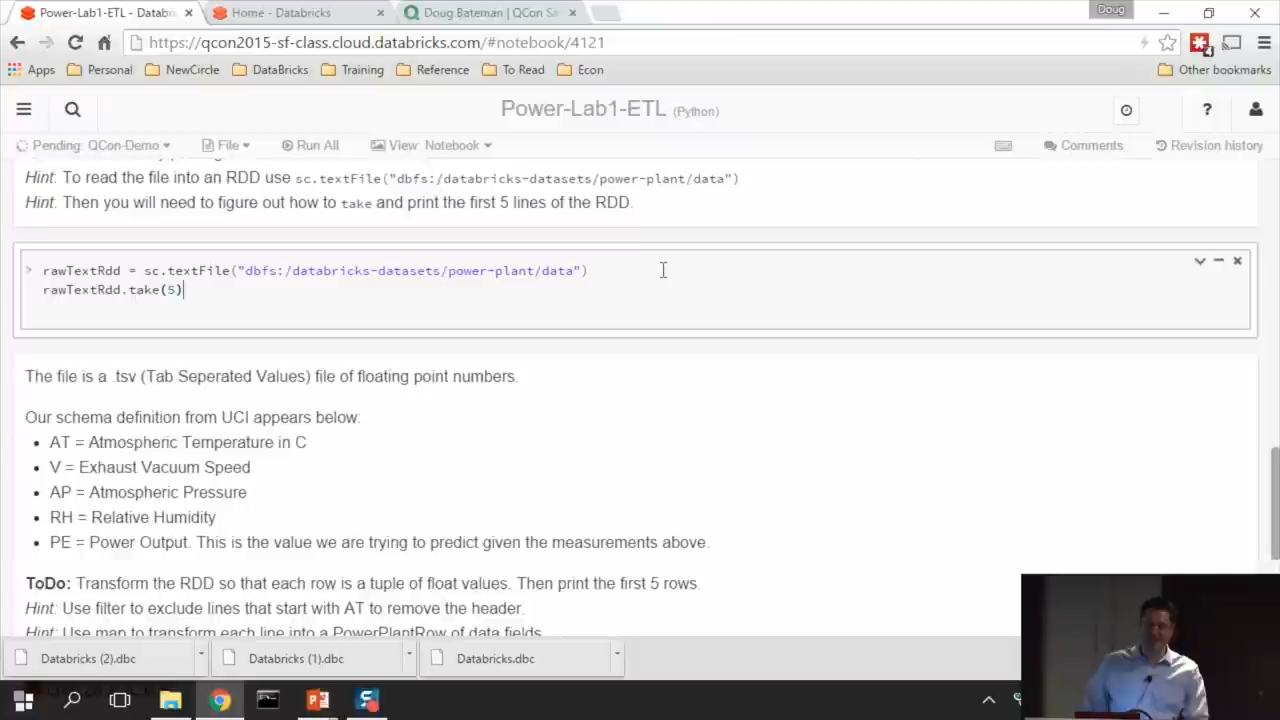 Power-Lab1-ETL - Databri
Home - Databricks
Doug Bateman | QCon Sa
Doug
https://qcon2015-sf-class.cloud.databricks.com/#notebook/4121
Apps Personal NewCircle DataBricks Training Reference To Read Econ Other bookmarks
Power-Lab1-ETL (Python)
Pending: QCon-Demo File Run All View: Notebook Comments Revision history
Hint: To read the file into an RDD use sc.textFile("dbfs:/databricks-datasets/power-plant/data")
Hint: Then you will need to figure out how to take and print the first 5 lines of the RDD.
> rawTextRdd = sc.textFile("dbfs:/databricks-datasets/power-plant/data")
rawTextRdd.take(5)
The file is a .tsv (Tab Seperated Values) file of floating point numbers.
Our schema definition from UCI appears below:
• AT = Atmospheric Temperature in C
• V = Exhaust Vacuum Speed
• AP = Atmospheric Pressure
• RH = Relative Humidity
• PE = Power Output. This is the value we are trying to predict given the measurements above.
ToDo: Transform the RDD so that each row is a tuple of float values. Then print the first 5 rows.
Hint: Use filter to exclude lines that start with AT to remove the header.
Hint: Use map to transform each line into a PowerPlantRow of data fields.
Databricks (2).dbc Databricks (1).dbc Databricks.dbc